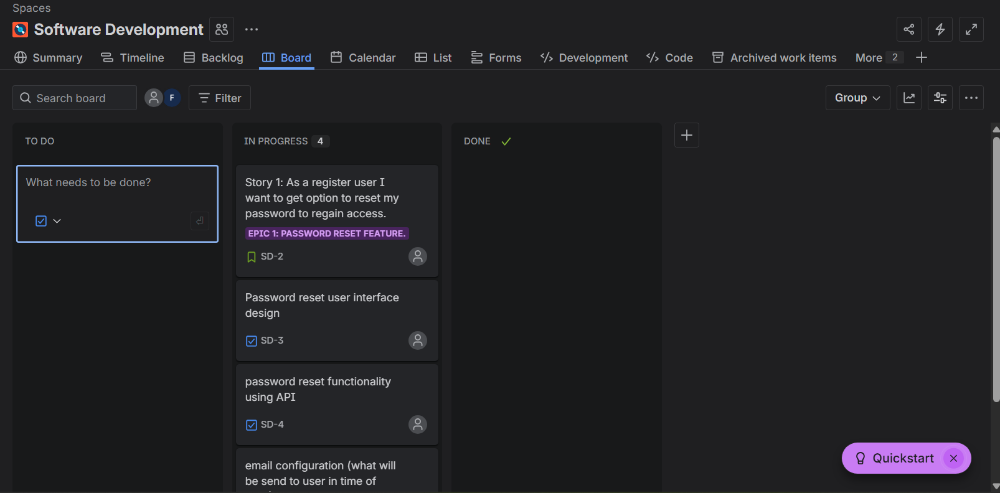 Spaces
Software Development
Summary
Timeline
Backlog
Board
Calendar
List
Forms
Development
Code
Archived work items
More 2
Search board
F
Filter
Group
TO DO
What needs to be done?
IN PROGRESS 4
Story 1: As a register user I
want to get option to reset my
password to regain access.
EPIC 1: PASSWORD RESET FEATURE.
SD-2
Password reset user interface
design
SD-3
password reset functionality
using API
SD-4
email configuration (what will
be send to user in time of
DONE
Quickstart